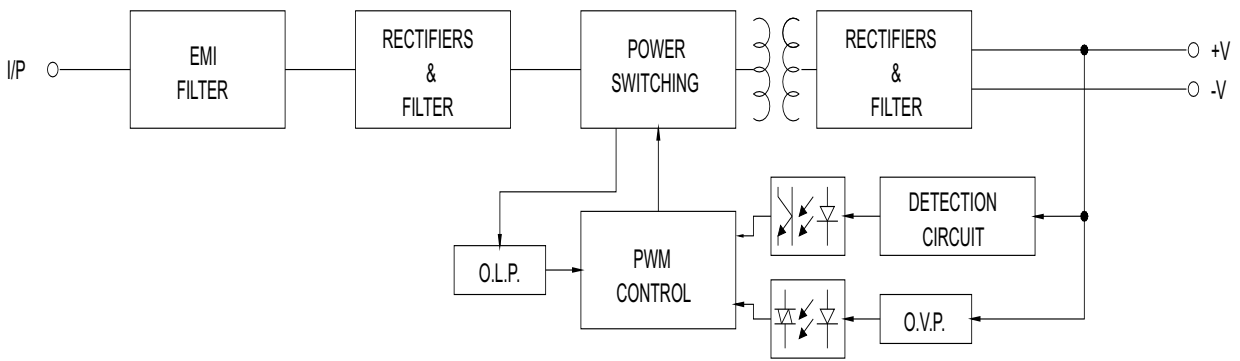 I/P
EMI
FILTER
RECTIFIERS
&
FILTER
POWER
SWITCHING
RECTIFIERS
&
FILTER
+V
-V
DETECTION
CIRCUIT
O.L.P.
PWM
CONTROL
O.V.P.